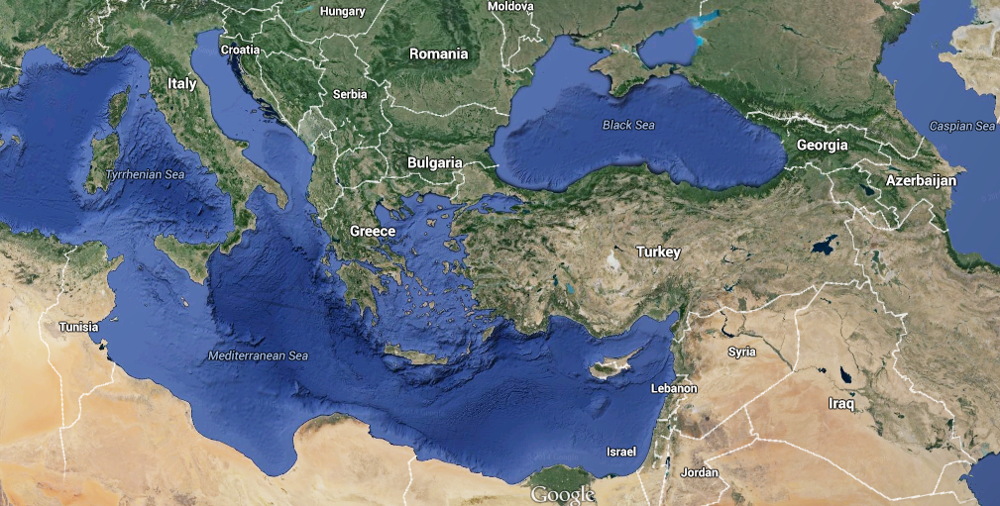 Hungary
Moldova
Croatia
Romania
Italy
Serbia
Black Sea
Caspian Sea
Georgia
Bulgaria
Tyrrhenian Sea
Azerbaijan
Greece
Turkey
Tunisia
Mediterranean Sea
Syria
Lebanon
Iraq
Israel
Jordan
Google